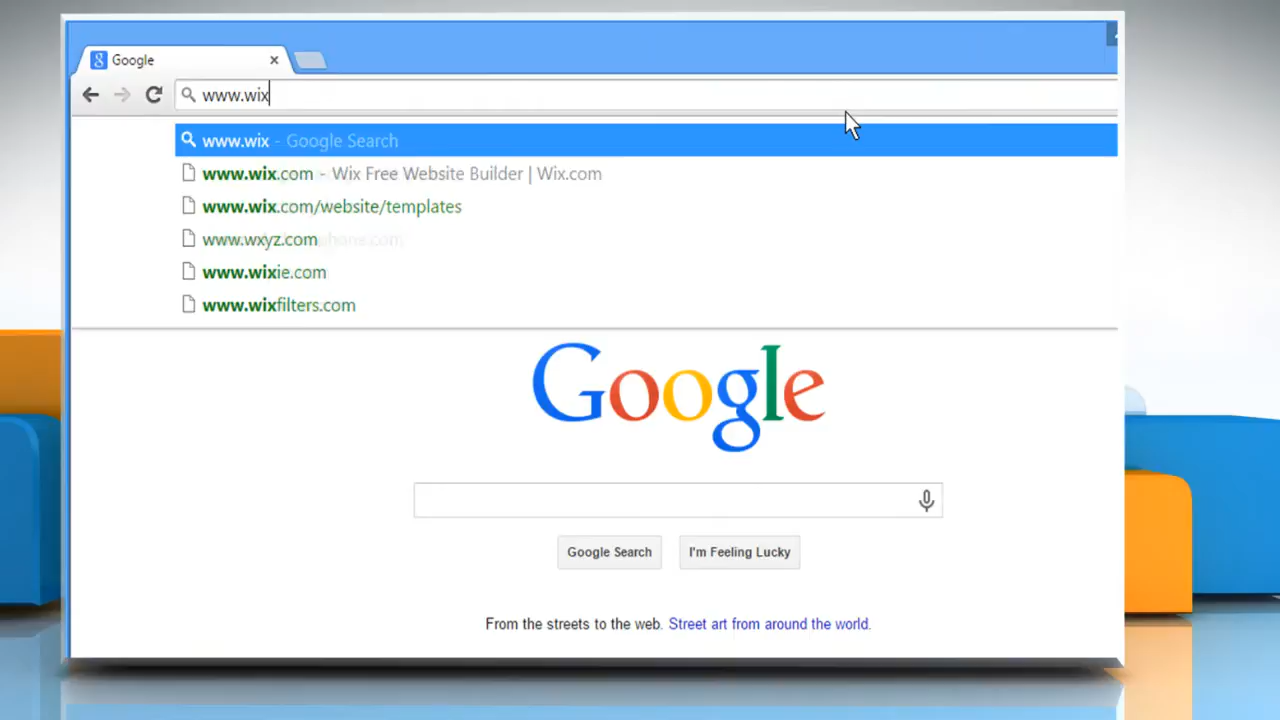 Google
www.wix
www.wix - Google Search
www.wix.com - Wix Free Website Builder | Wix.com
www.wix.com/website/templates
www.wxyz.com
www.wixie.com
www.wixfilters.com
Google
Google Search I'm Feeling Lucky
From the streets to the web. Street art from around the world.